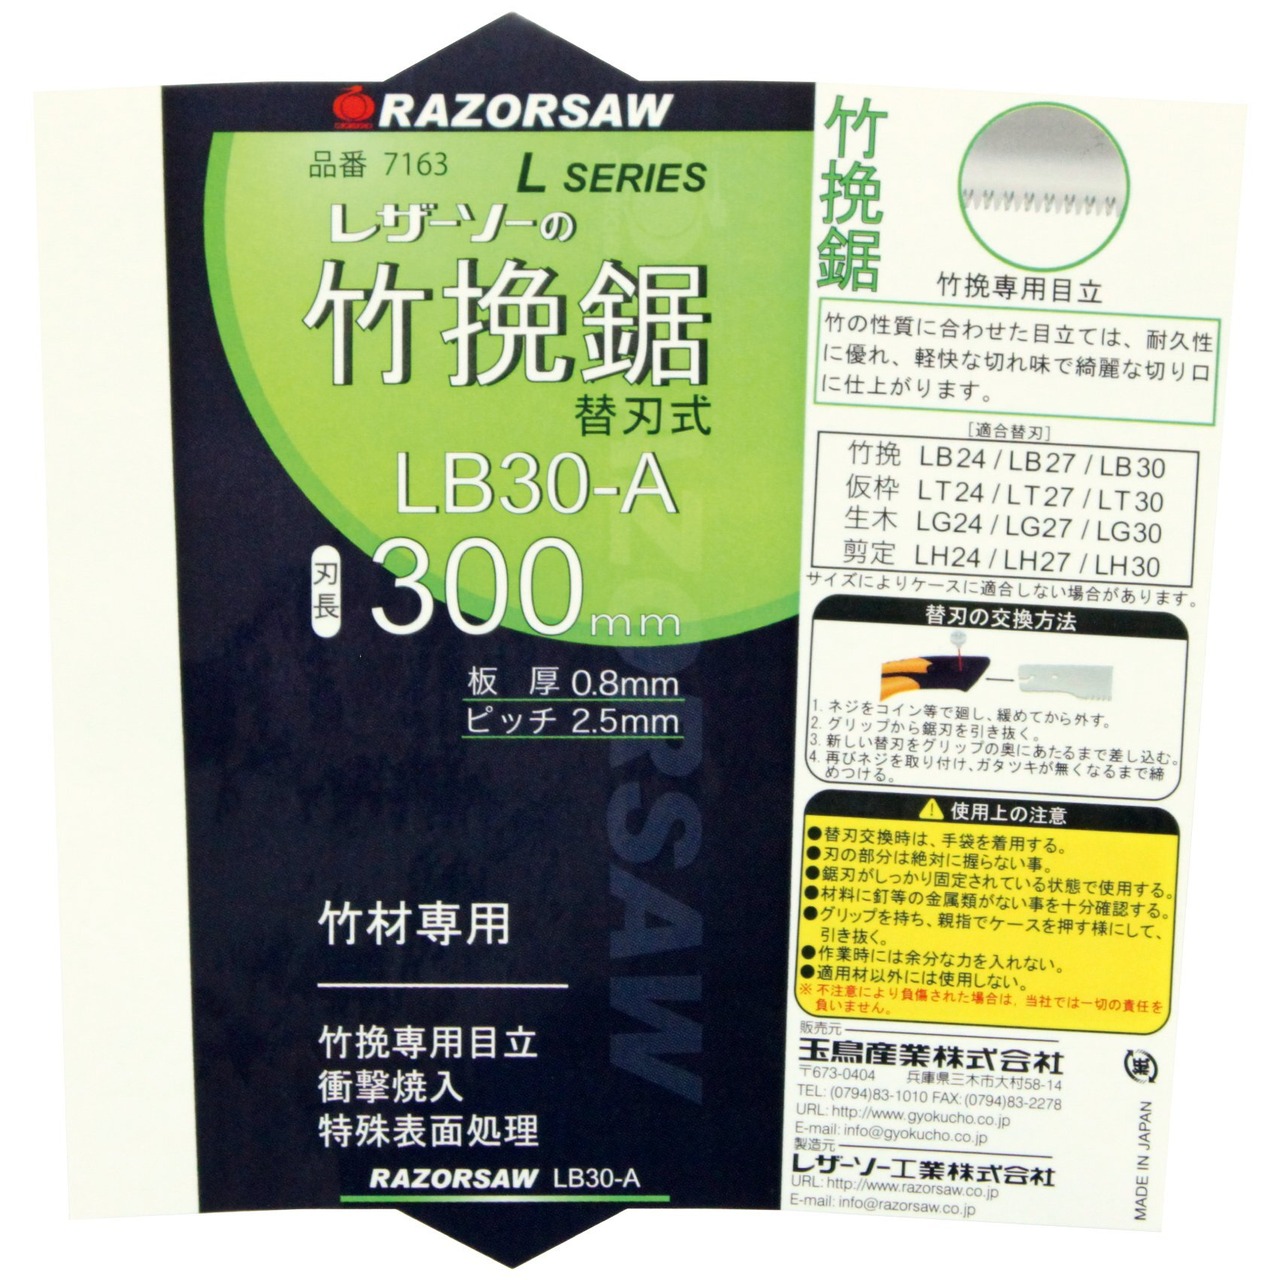 RAZORSAW
品番 7163
L SERIES
レザーソーの
竹挽鋸
替刃式
LB30-A
刃長 300mm
板 厚 0.8mm
ピッチ 2.5mm
RAZORSAW
竹材専用
竹挽専用目立
衝撃焼入
特殊表面処理
RAZORSAW LB30-A
竹挽鋸
竹挽専用目立
竹の性質に合わせた目立ては、耐久性
に優れ、軽快な切れ味で綺麗な切り口
に仕上がります。
[適合替刃]
竹挽 LB24 / LB27 / LB30
仮枠 LT24 / LT27 / LT30
生木 LG24 / LG27 / LG30
剪定 LH24 / LH27 / LH30
サイズによりケースに適合しない場合があります。
替刃の交換方法
1. ネジをコイン等で廻し、緩めてから外す。
2. グリップから鋸刃を引き抜く。
3. 新しい替刃をグリップの奥にあたるまで差し込む。
4. 再びネジを取り付け、ガタツキが無くなるまで締
めつける。
使用上の注意
●替刃交換時は、手袋を着用する。
●刃の部分は絶対に握らない事。
●鋸刃がしっかり固定されている状態で使用する。
●材料に釘等の金属類がない事を十分確認する。
●グリップを持ち、親指でケースを押す様にして、
引き抜く。
●作業時には余分な力を入れない。
●適用材以外には使用しない。
※ 不注意により負傷された場合は、当社では一切の責任を
負いません。
販売元
玉鳥産業株式会社
〒673-0404 兵庫県三木市大村58-14
TEL: (0794)83-1010 FAX: (0794)83-2278
URL: http://www.gyokucho.co.jp
E-mail: info@gyokucho.co.jp
製造元
レザーソー工業株式会社
URL: http://www.razorsaw.co.jp
E-mail: info@razorsaw.co.jp
紙
MADE IN JAPAN